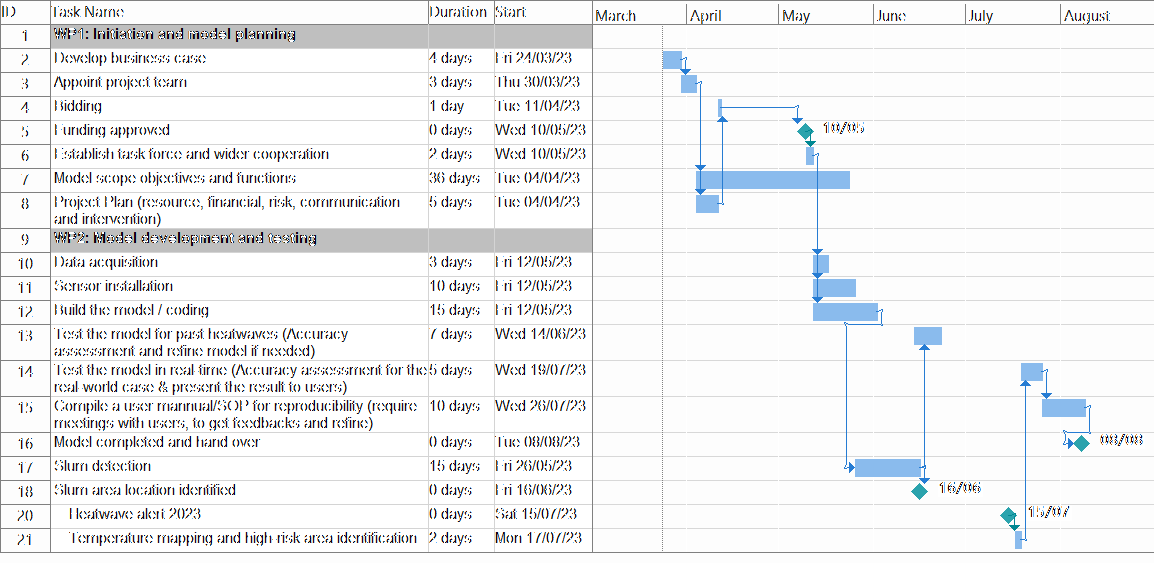 ID Task Name Duration Start March April May June July August
1 WP1: Initiation and model planning
2 Develop business case 4 days Fri 24/03/23
3 Appoint project team 3 days Thu 30/03/23
4 Bidding 1 day Tue 11/04/23
5 Funding approved 0 days Wed 10/05/23 10/05
6 Establish task force and wider cooperation 2 days Wed 10/05/23
7 Model scope objectives and functions 36 days Tue 04/04/23
8 Project Plan (resource, financial, risk, communication 5 days Tue 04/04/23
and intervention)
9 WP2: Model development and testing
10 Data acquisition 3 days Fri 12/05/23
11 Sensor installation 10 days Fri 12/05/23
12 Build the model / coding 15 days Fri 12/05/23
13 Test the model for past heatwaves (Accuracy 7 days Wed 14/06/23
assessment and refine model if needed)
14 Test the model in real-time (Accuracy assessment for the 5 days Wed 19/07/23
real-world case & present the result to users)
15 Compile a user mannual/SOP for reproducibility (require 10 days Wed 26/07/23
meetings with users, to get feedbacks and refine)
16 Model completed and hand over 0 days Tue 08/08/23 08/08
17 Slum detection 15 days Fri 26/05/23
18 Slum area location identified 0 days Fri 16/06/23 16/06
20 Heatwave alert 2023 0 days Sat 15/07/23 15/07
21 Temperature mapping and high-risk area identification 2 days Mon 17/07/23